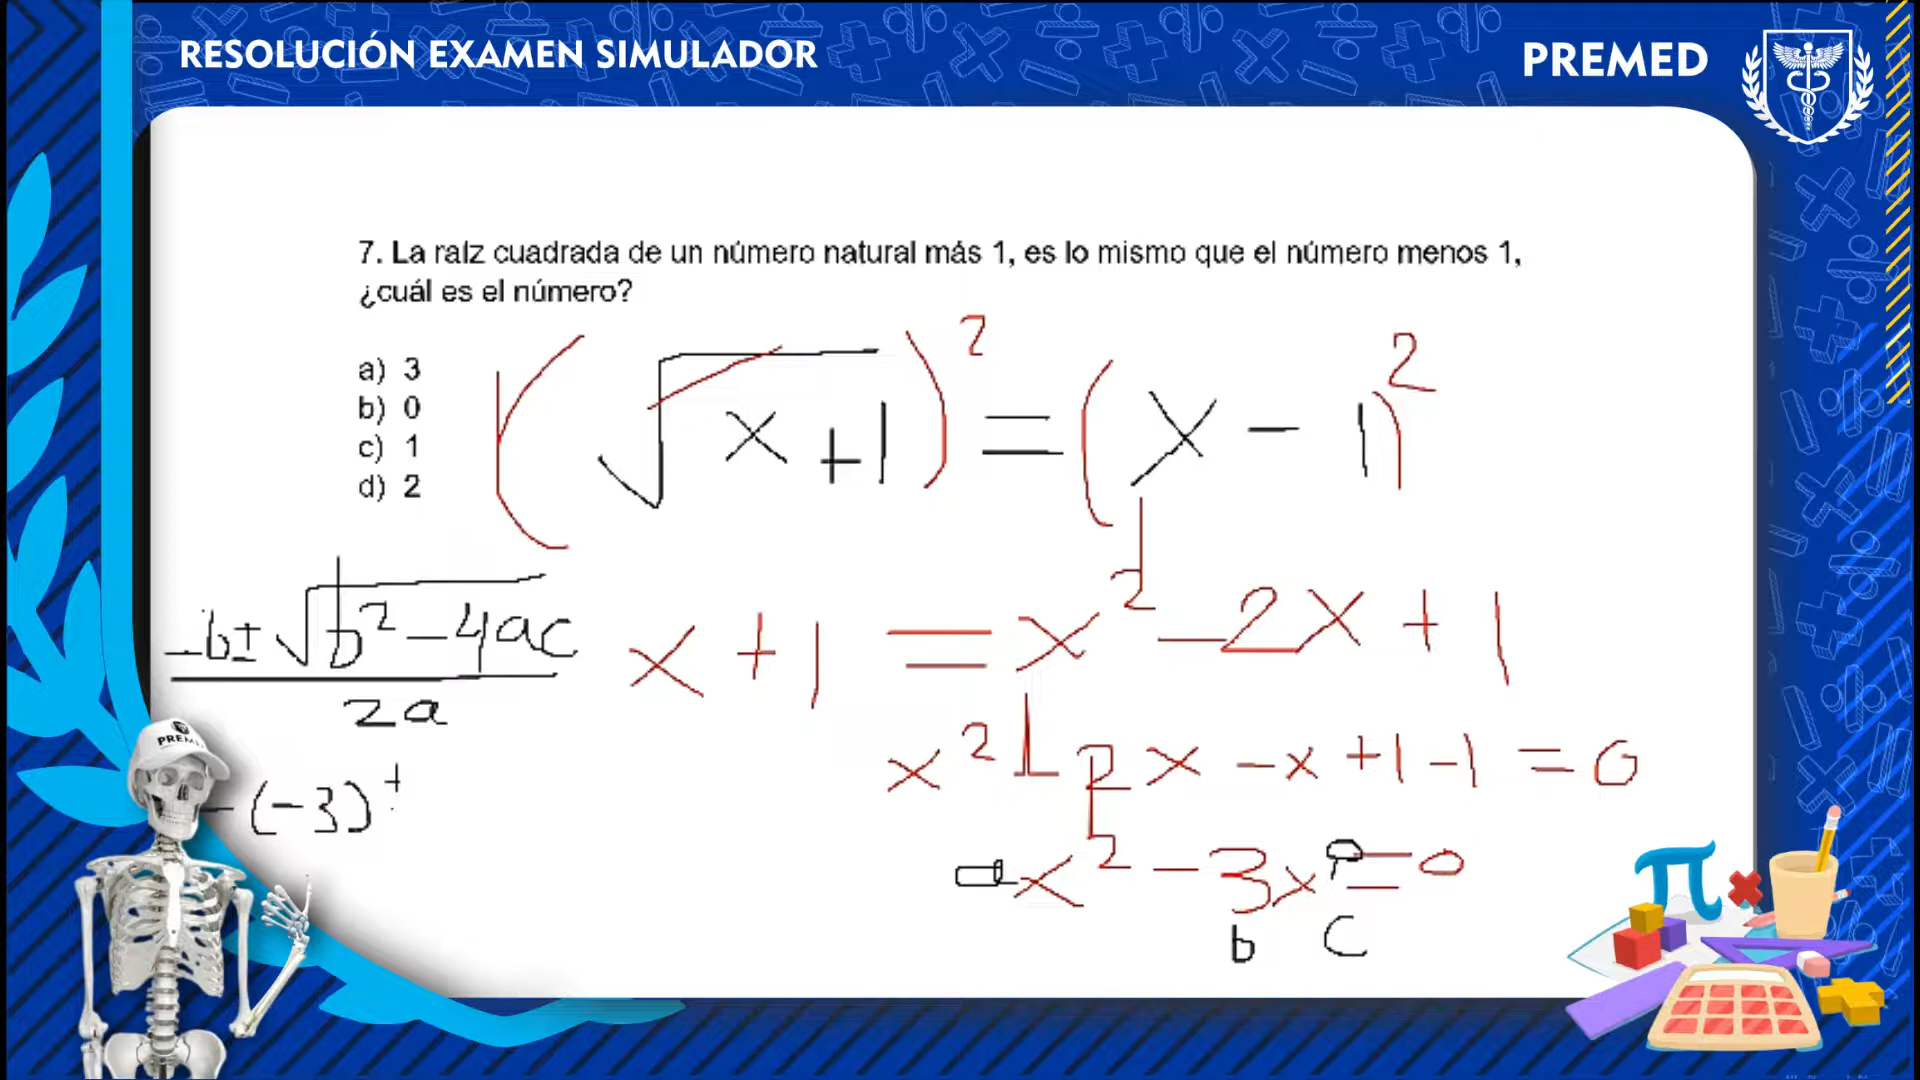 RESOLUCIÓN EXAMEN SIMULADOR
PREMED
7. La raíz cuadrada de un número natural más 1, es lo mismo que el número menos 1,
¿cuál es el número?
a) 3
b) 0
c) 1
d) 2
(√x+1)² = (x - 1)²
x + 1 = x² - 2x + 1
x² - 2x - x + 1 - 1 = 0
x² - 3x = 0
b c
-b ± √b² - 4ac
2a
-(-3) ±
PREMED